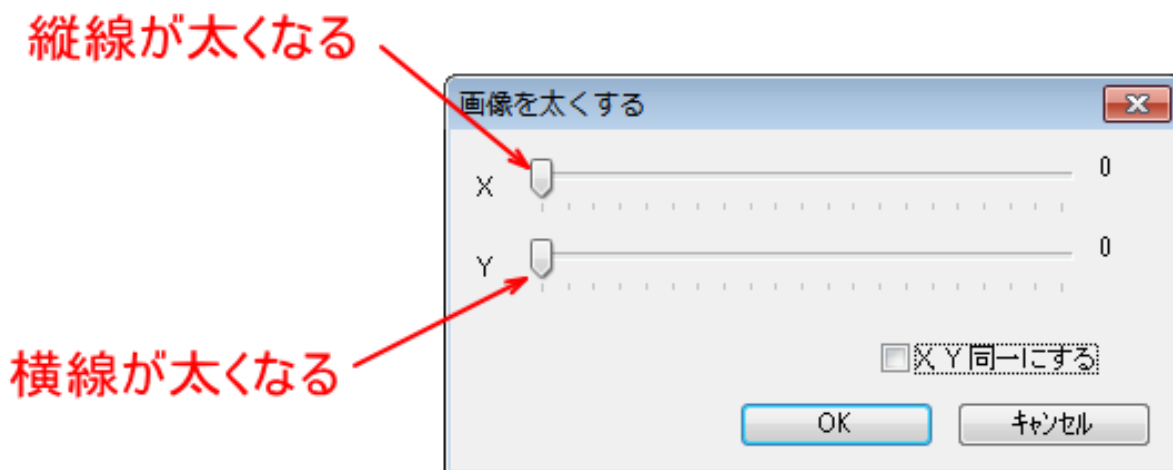 縦線が太くなる
画像を太くする
X 0
Y 0
横線が太くなる
X,Y同一にする
OK キャンセル